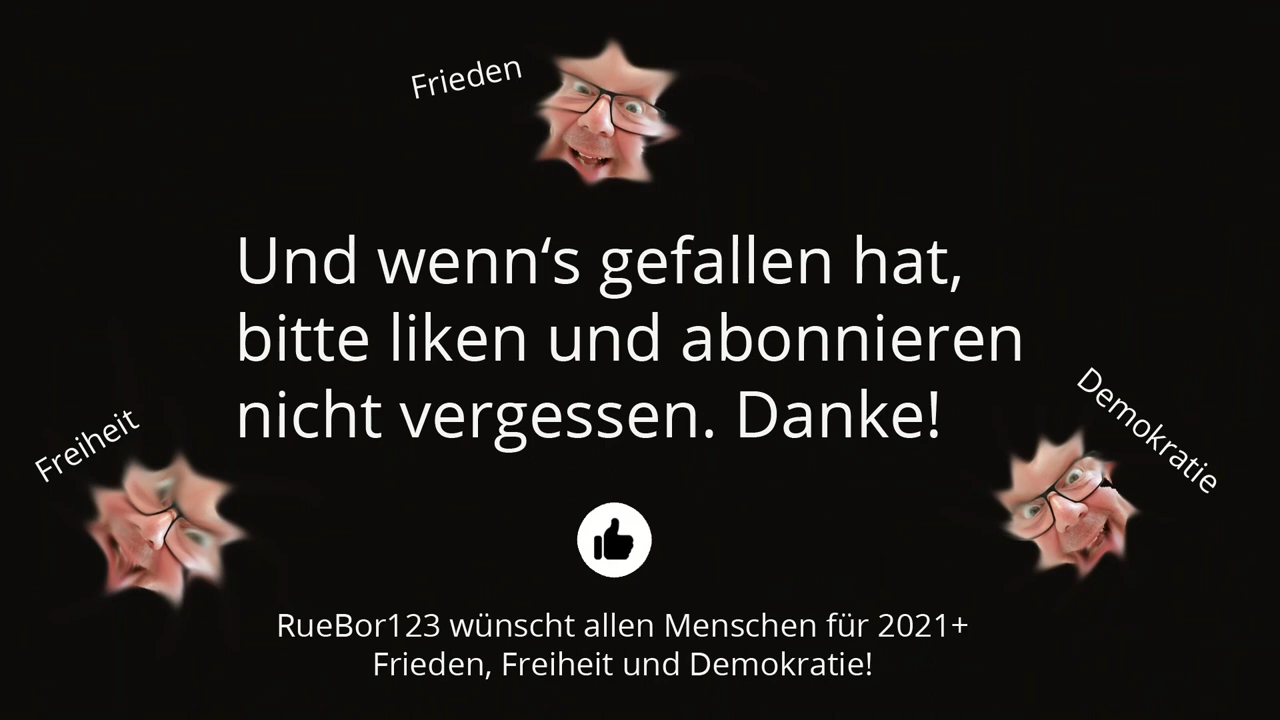 Frieden
Und wenn‘s gefallen hat,
bitte liken und abonnieren
nicht vergessen. Danke!
Freiheit
Demokratie
RueBor123 wünscht allen Menschen für 2021+
Frieden, Freiheit und Demokratie!